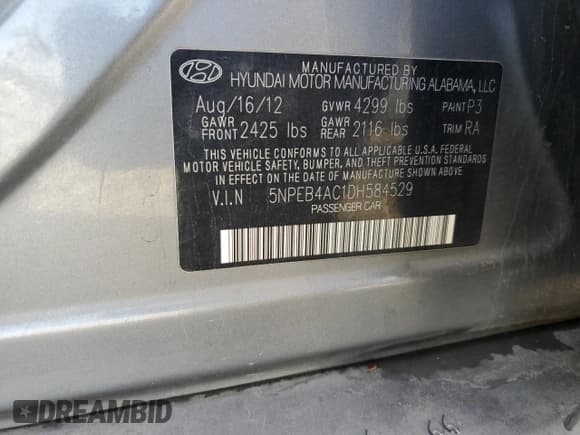 MANUFACTURED BY
HYUNDAI MOTOR MANUFACTURING ALABAMA, LLC
Aug/16/12 GVWR 4299 lbs PAINT P3
GAWR FRONT 2425 lbs GAWR REAR 2116 lbs TRIM RA
THIS VEHICLE CONFORMS TO ALL APPLICABLE U.S.A. FEDERAL
MOTOR VEHICLE SAFETY, BUMPER, AND THEFT PREVENTION STANDARDS
IN EFFECT ON THE DATE OF MANUFACTURE SHOWN ABOVE.
V.I.N 5NPEB4AC1DH584529
PASSENGER CAR
DREAMBID